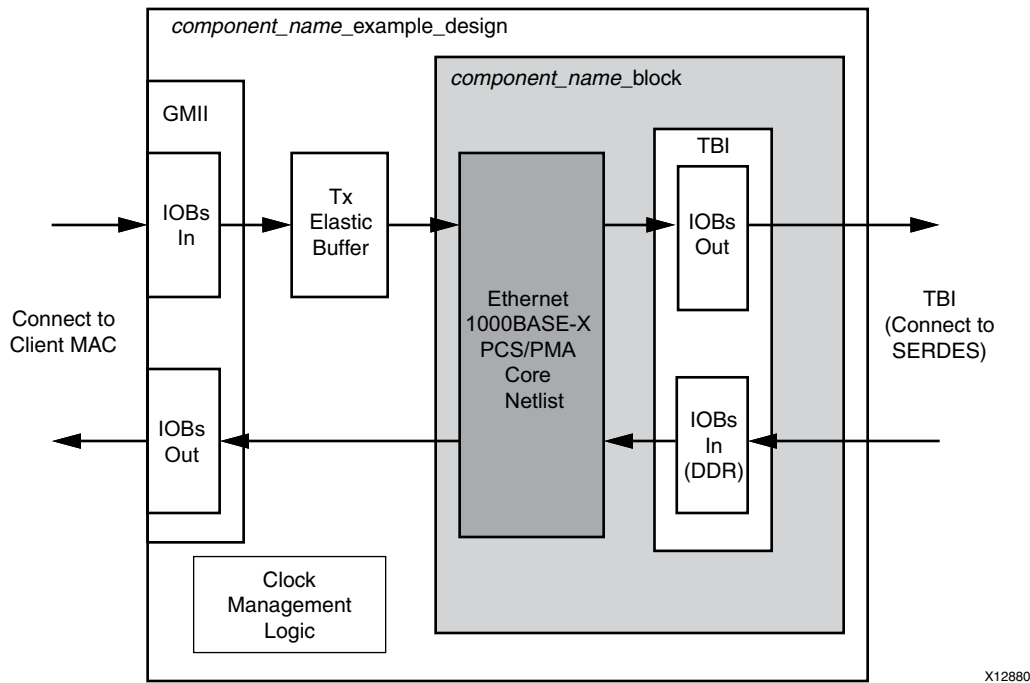 component_name_example_design
component_name_block
GMII
TBI
IOBs
In
Tx
Elastic
Buffer
IOBs
Out
Ethernet
1000BASE-X
PCS/PMA
Core
Netlist
Connect to
Client MAC
TBI
(Connect to
SERDES)
IOBs
Out
IOBs
In
(DDR)
Clock
Management
Logic
X12880